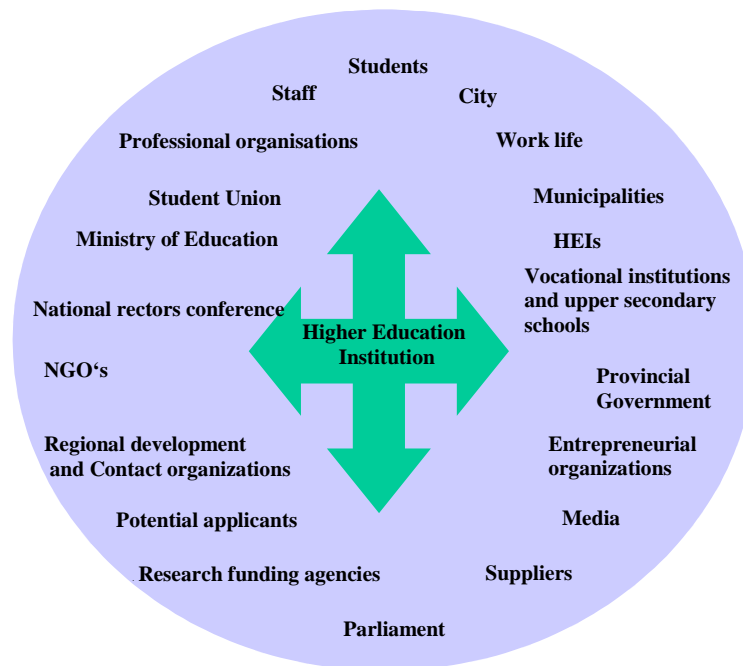 Students
Staff
City
Professional organisations
Work life
Student Union
Municipalities
Ministry of Education
HEIs
Vocational institutions
and upper secondary
schools
National rectors conference
Higher Education
Institution
NGO‘s
Provincial
Government
Regional development
and Contact organizations
Entrepreneurial
organizations
Potential applicants
Media
Research funding agencies
Suppliers
Parliament